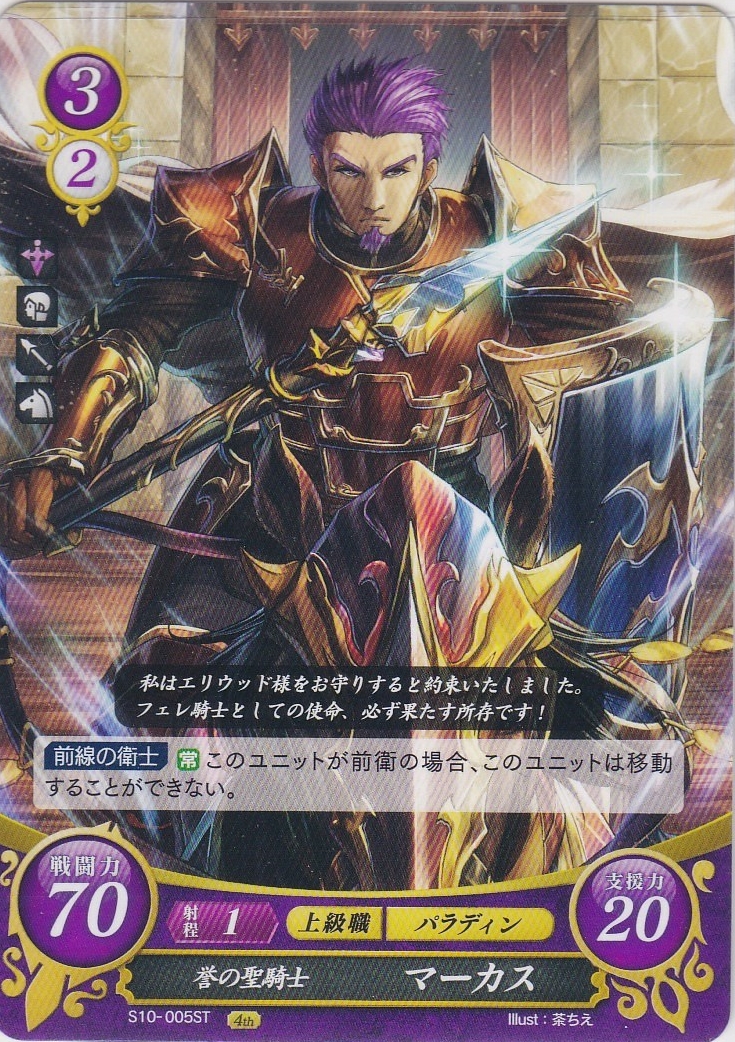 3
2
私はエリウッド様をお守りすると約束いたしました。
フェレ騎士としての使命、必ず果たす所存です！
前線の衛士 常 このユニットが前衛の場合、このユニットは移動
することができない。
戦闘力
70
射程 1
上級職 パラディン
支援力
20
誉の聖騎士 マーカス
S10-005ST 4th Illust：茶ちえ